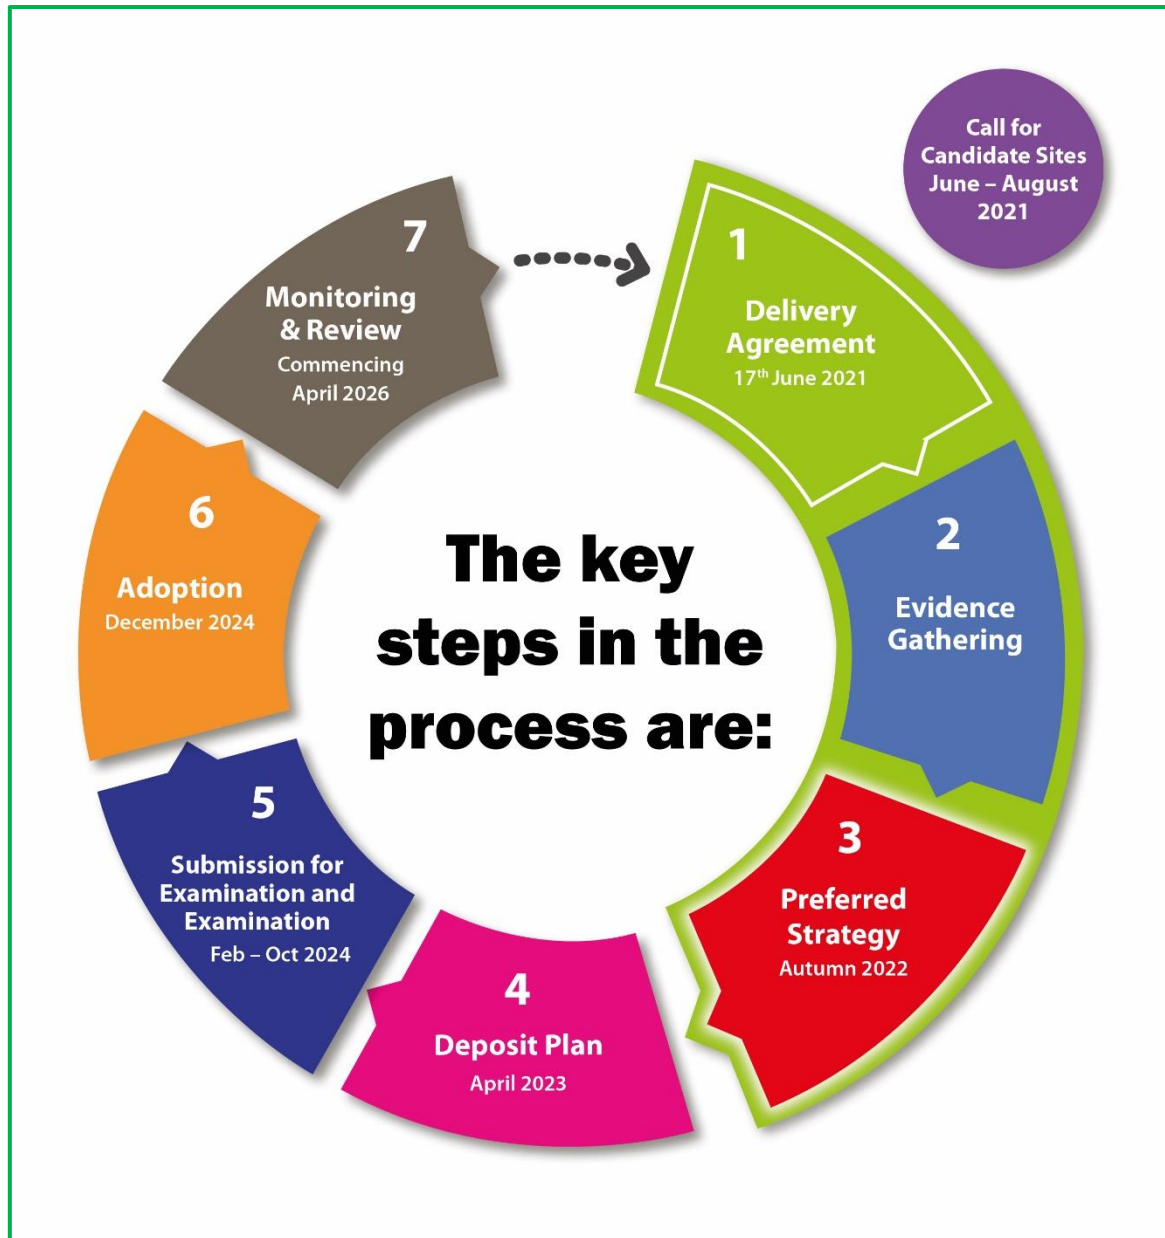 The key
steps in the
process are:
Call for
Candidate Sites
June – August
2021
1
Delivery
Agreement
17th June 2021
2
Evidence
Gathering
3
Preferred
Strategy
Autumn 2022
4
Deposit Plan
April 2023
5
Submission for
Examination and
Examination
Feb – Oct 2024
6
Adoption
December 2024
7
Monitoring
& Review
Commencing
April 2026